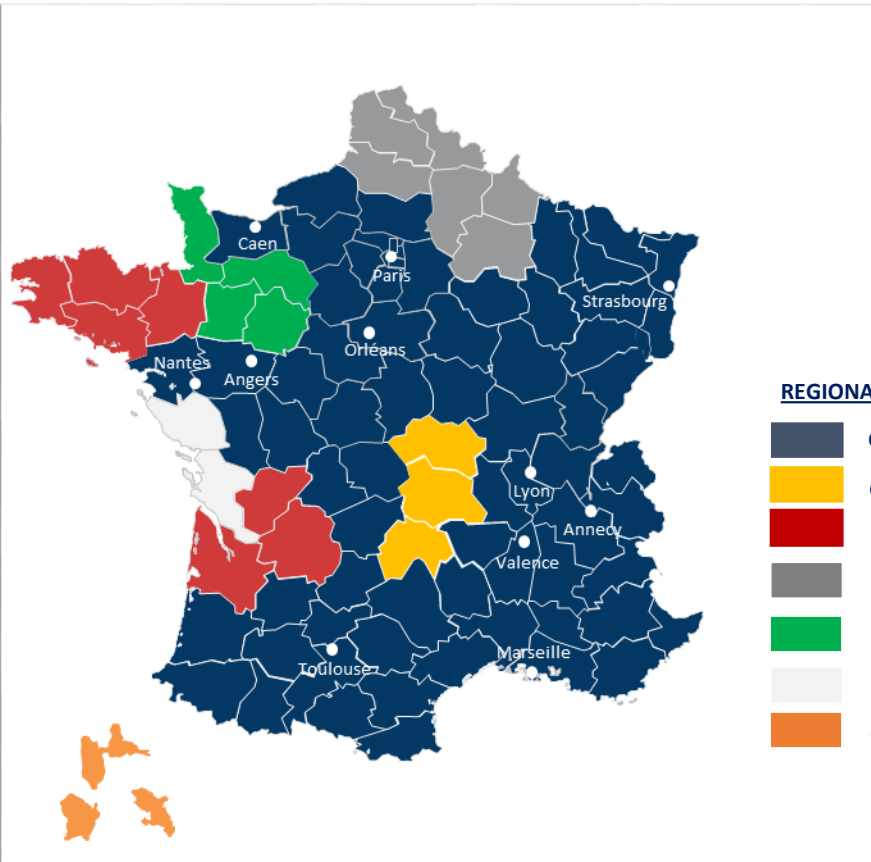 Caen
Paris
Strasbourg
Orléans
Nantes
Angers
REGIONA
Lyon
Annecy
Valence
Marseille
Toulouse